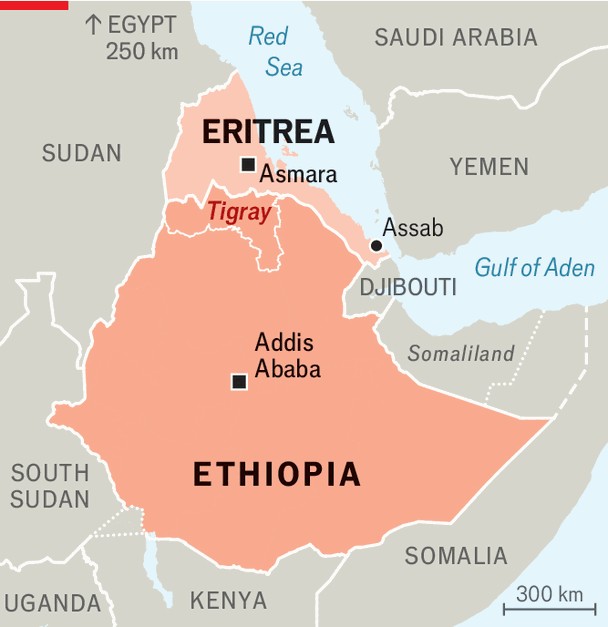 ↑ EGYPT
250 km
Red
Sea
SAUDI ARABIA
ERITREA
SUDAN
YEMEN
Asmara
Tigray
Assab
Gulf of Aden
DJIBOUTI
Addis
Ababa
Somaliland
ETHIOPIA
SOUTH
SUDAN
SOMALIA
300 km
UGANDA
KENYA